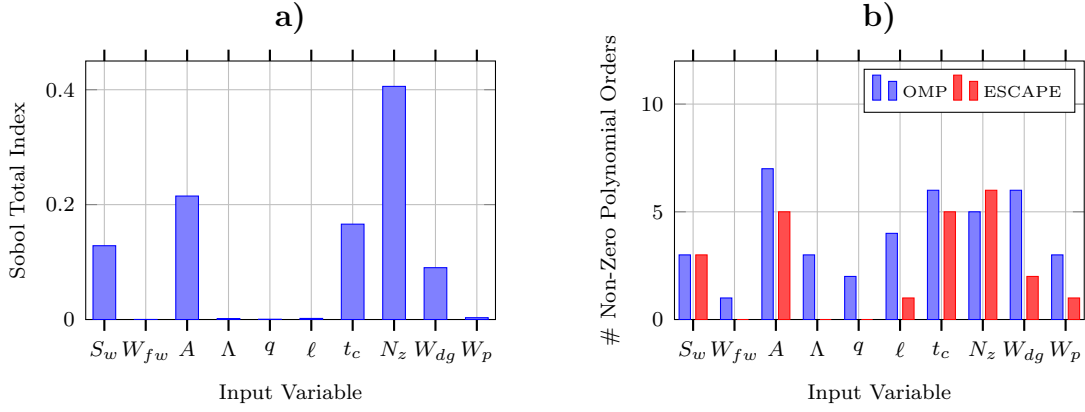 a)
0
0.2
0.4
Sobol Total Index
S_w W_fw A Λ q ℓ t_c N_z W_dg W_p
Input Variable
b)
OMP ESCAPE
0
5
10
# Non-Zero Polynomial Orders
S_w W_fw A Λ q ℓ t_c N_z W_dg W_p
Input Variable